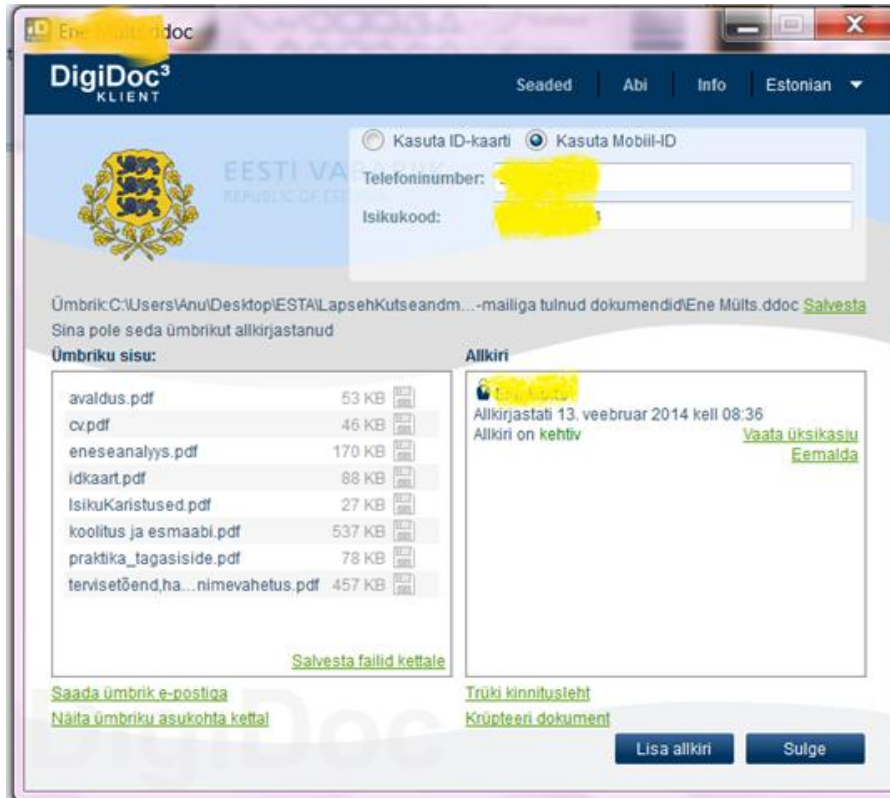 Ene ddoc
DigiDoc³
KLIENT
Seaded Abi Info Estonian
Kasuta ID-kaarti Kasuta Mobiil-ID
EESTI VABARIIK
REPUBLIC OF ESTONIA
Telefoninumber:
Isikukood:
Ümbrik:C:\Users\Anu\Desktop\ESTA\LapsehKutseandm...-mailiga tulnud dokumendid\Ene Mülts.ddoc Salvesta
Sina pole seda ümbrikut allkirjastanud
Ümbriku sisu:
avaldus.pdf 53 KB
cv.pdf 46 KB
eneseanalyys.pdf 170 KB
idkaart.pdf 88 KB
IsikuKaristused.pdf 27 KB
koolitus ja esmaabi.pdf 537 KB
praktika_tagasiside.pdf 78 KB
tervisetõend,ha...nimevahetus.pdf 457 KB
Salvesta failid kettale
Saada ümbrik e-postiga
Näita ümbriku asukohta kettal
Allkiri
Allkirjastati 13. veebruar 2014 kell 08:36
Allkiri on kehtiv Vaata üksikasju
Eemalda
Trüki kinnitusleht
Krüpteeri dokument
DigiDoc
Lisa allkiri Sulge